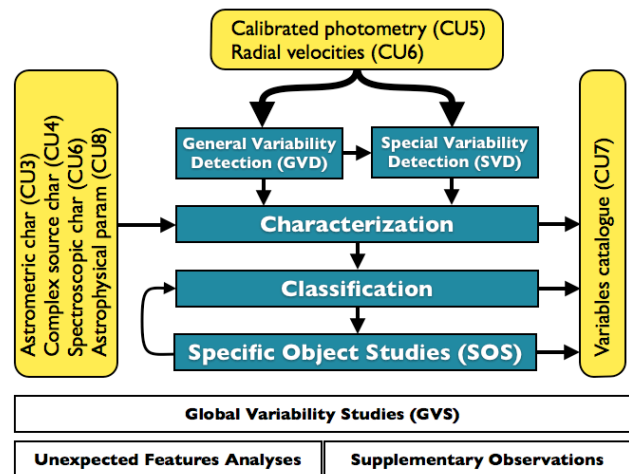 Calibrated photometry (CU5)
Radial velocities (CU6)
Astrometric char (CU3)
Complex source char (CU4)
Spectroscopic char (CU6)
Astrophysical param (CU8)
General Variability
Detection (GVD)
Special Variability
Detection (SVD)
Characterization
Classification
Specific Object Studies (SOS)
Variables catalogue (CU7)
Global Variability Studies (GVS)
Unexpected Features Analyses
Supplementary Observations